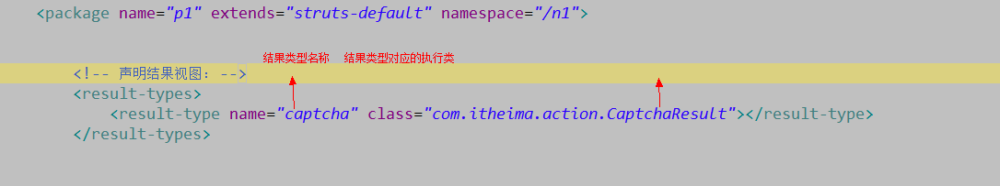 <package name="p1" extends="struts-default" namespace="/n1">
结果类型名称 结果类型对应的执行类
<!-- 声明结果视图: -->
<result-types>
<result-type name="captcha" class="com.itheima.action.CaptchaResult"></result-type>
</result-types>